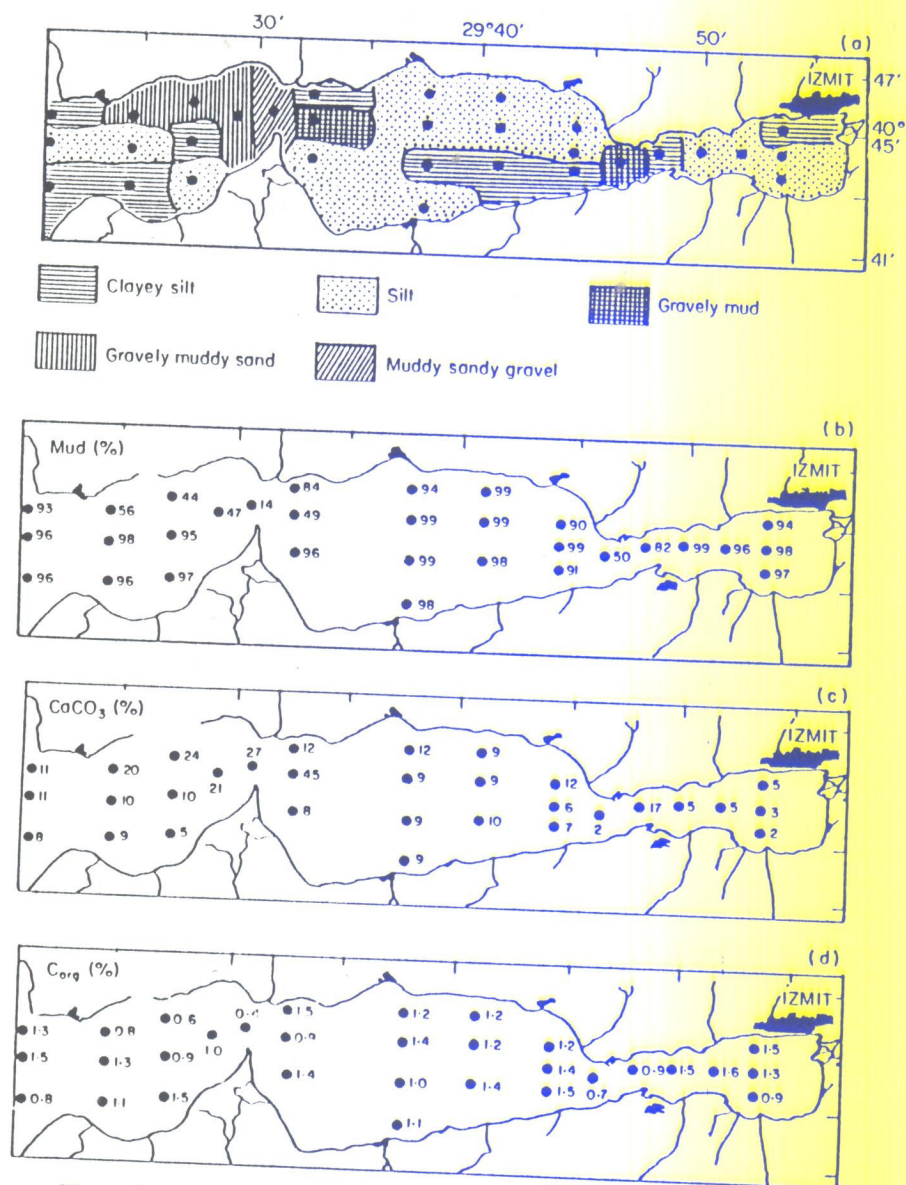 30' 29°40' 50' (a)
İZMIT 47'
40°
45'
41'
Clayey silt Silt Gravely mud
Gravely muddy sand Muddy sandy gravel
Mud (%) (b)
İZMIT
84 94 99
44 14
93 56 47 49 99 99 90 94
96 98 95 99 50 82 99 96 98
96 99 98 91 97
96 96 97
98
CaCO3 (%) (c)
İZMIT
24 27 12 12 9
11 20 21 45 9 9 12 5
11 10 10 8 6 2 17 5 5 3
9 10 7 2
8 9 5
9
Corg (%) (d)
İZMIT
0.6 1.5 1.2 1.2
1.3 0.8 1.0 0.9 1.4 1.2 1.2 1.5
1.5 1.3 0.9 1.4 1.4 0.7 0.9 1.5 1.6 1.3
1.0 1.4 1.5 0.9
0.8 1.1 1.5
1.1